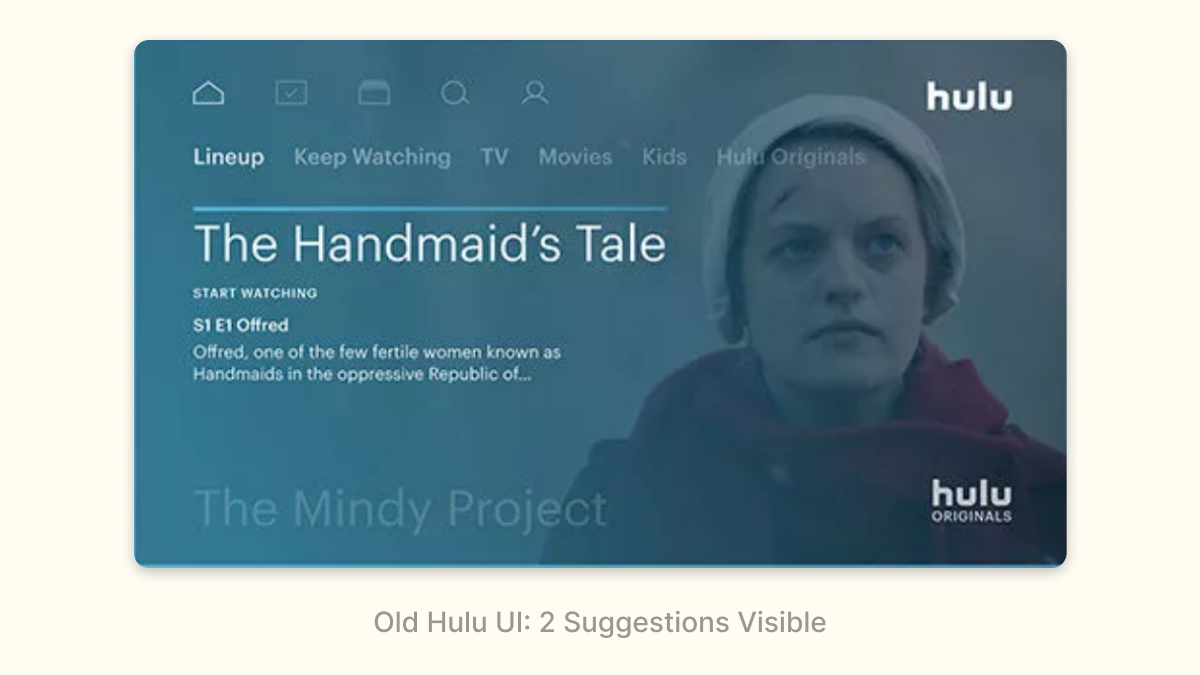 hulu
Lineup Keep Watching TV Movies Kids Hulu Originals
The Handmaid’s Tale
START WATCHING
S1 E1 Offred
Offred, one of the few fertile women known as
Handmaids in the oppressive Republic of...
The Mindy Project
hulu
ORIGINALS
Old Hulu UI: 2 Suggestions Visible